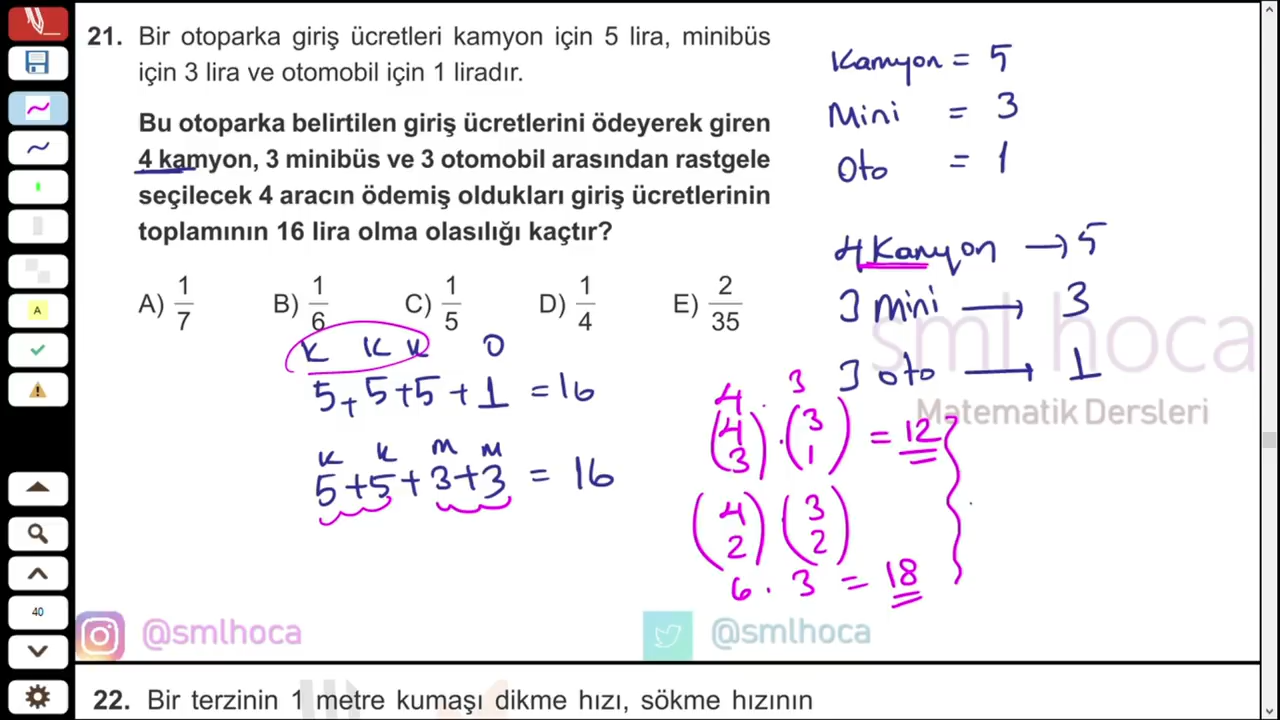 21. Bir otoparka giriş ücretleri kamyon için 5 lira, minibüs
için 3 lira ve otomobil için 1 liradır.
Bu otoparka belirtilen giriş ücretlerini ödeyerek giren
4 kamyon, 3 minibüs ve 3 otomobil arasından rastgele
seçilecek 4 aracın ödemiş oldukları giriş ücretlerinin
toplamının 16 lira olma olasılığı kaçtır?
A) 1/7 B) 1/6 C) 1/5 D) 1/4 E) 2/35
K K K O
5+5+5+1 = 16
K K M M
5+5+3+3 = 16
Kamyon = 5
Mini = 3
Oto = 1
4 Kamyon → 5
3 Mini → 3
3 oto → 1
sml hoca
Matematik Dersleri
4 . 3
(4 3) . (3 1) = 12
(4 2) (3 2)
6 . 3 = 18
A
40
@smlhoca @smlhoca
22. Bir terzinin 1 metre kumaşı dikme hızı, sökme hızının